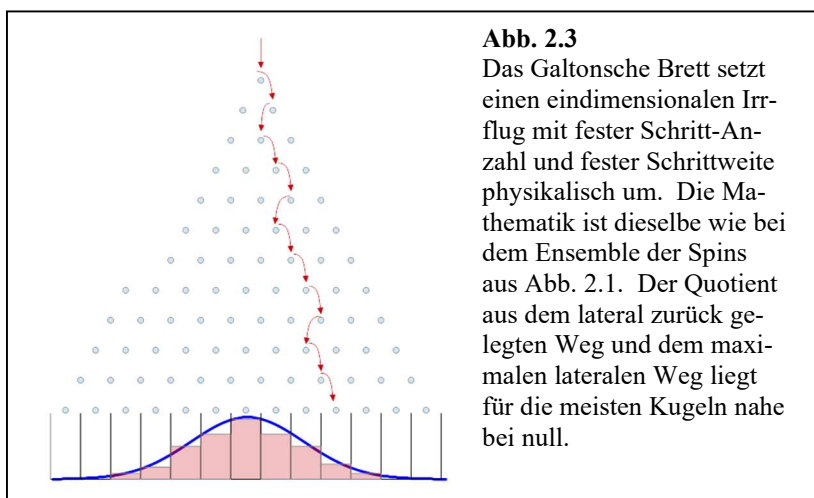 Abb. 2.3
Das Galtonsche Brett setzt
einen eindimensionalen Irr-
flug mit fester Schritt-An-
zahl und fester Schrittweite
physikalisch um. Die Ma-
thematik ist dieselbe wie bei
dem Ensemble der Spins
aus Abb. 2.1. Der Quotient
aus dem lateral zurück ge-
legten Weg und dem maxi-
malen lateralen Weg liegt
für die meisten Kugeln nahe
bei null.